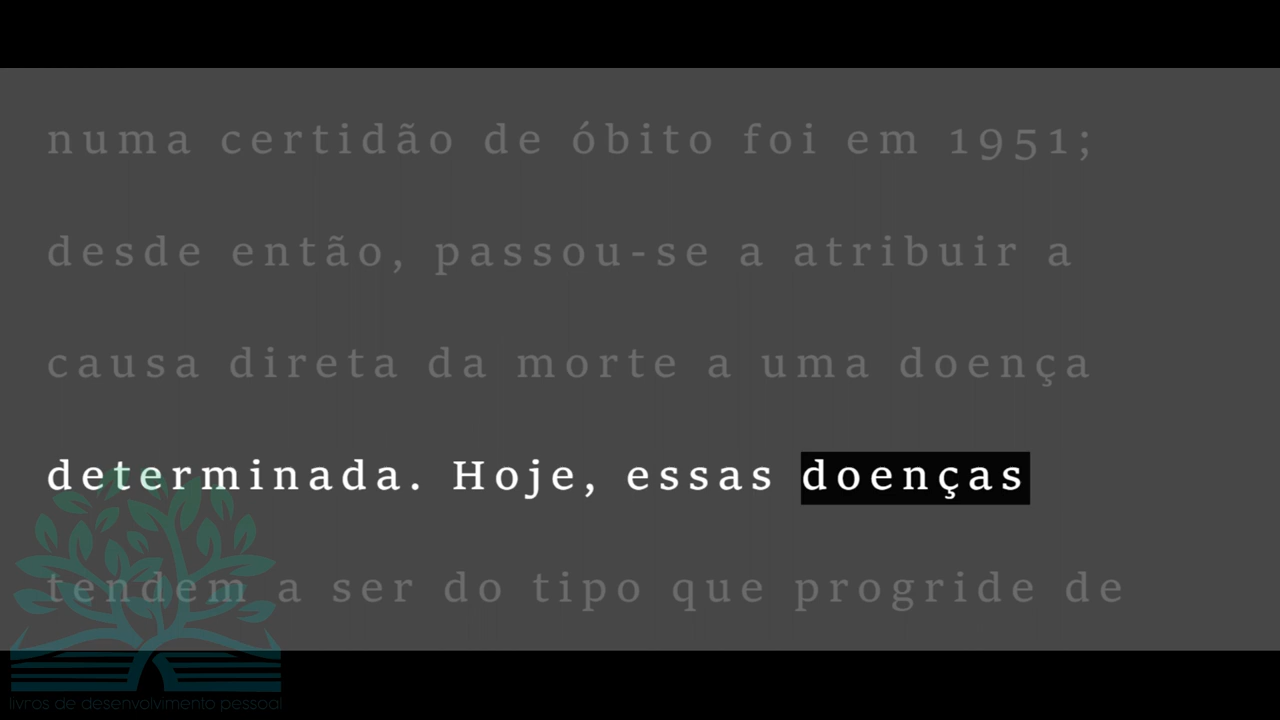 numa certidão de óbito foi em 1951;
desde então, passou-se a atribuir a
causa direta da morte a uma doença
determinada. Hoje, essas doenças
tendem a ser do tipo que progride de
livros de desenvolvimento pessoal